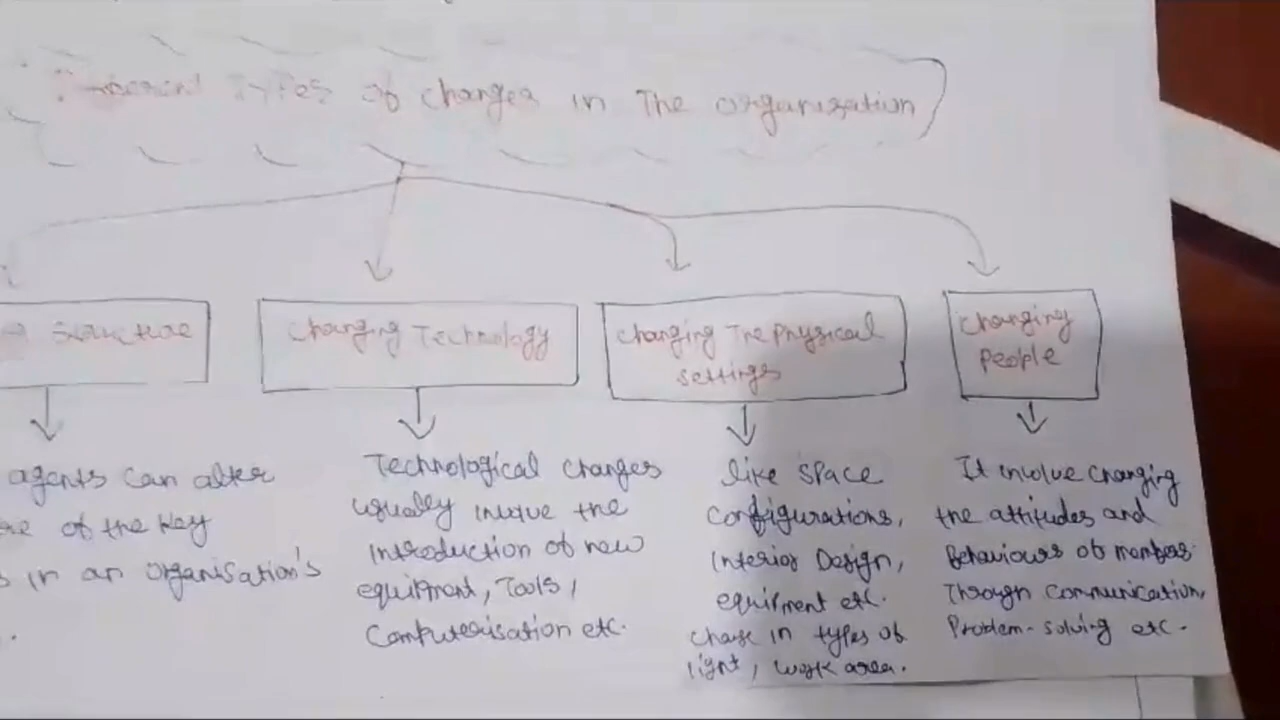 Types of changes in The organization
Structure
Changing Technology
Changing The Physical
Settings
Changing
People
agents can alter
of the key
in an organisation's
Technological changes
usually involve the
introduction of new
equipment, Tools,
Computerisation etc.
like space
configurations,
Interior Design,
equipment etc.
change in types of
light, work area.
It involve changing
the attitudes and
Behaviours of members
Through communication,
Problem-solving etc.